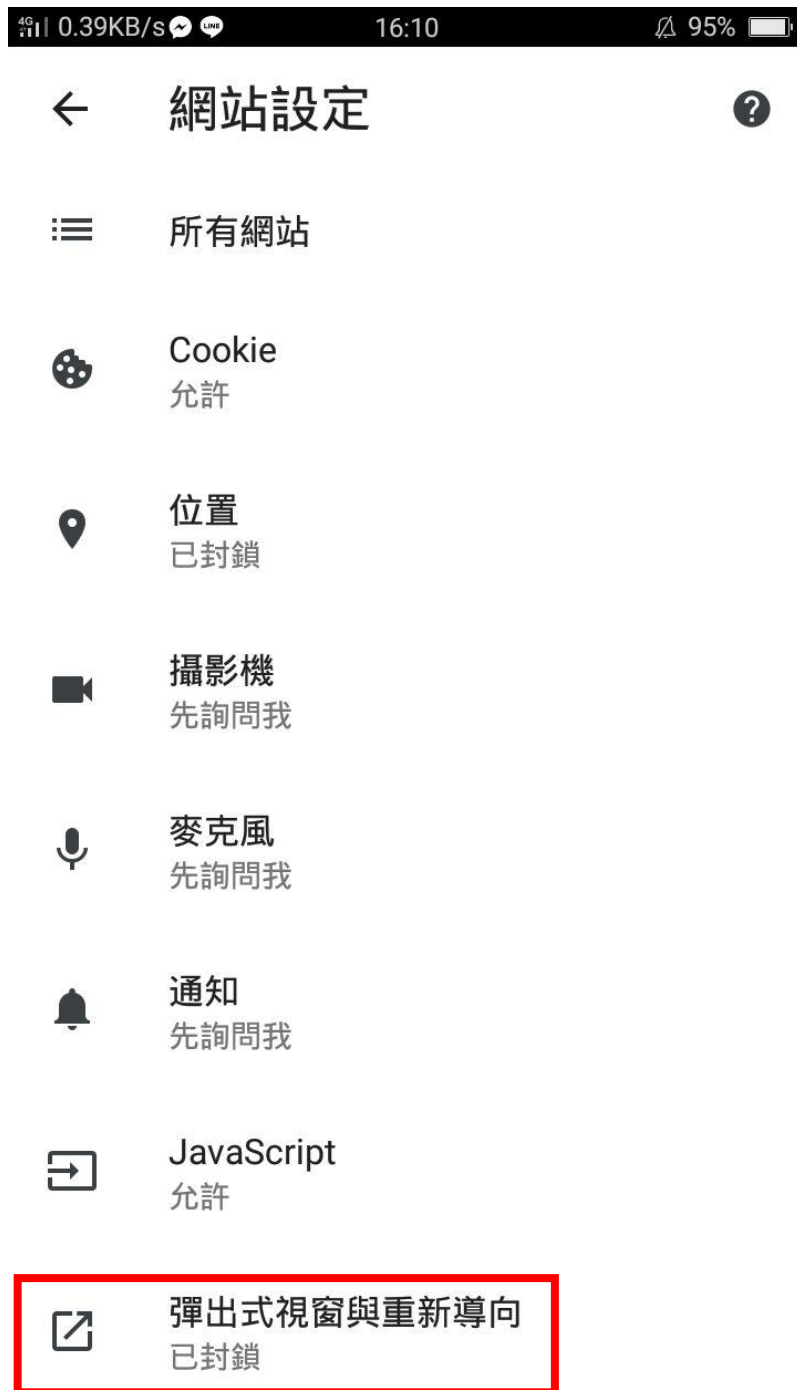 4G 0.39KB/s LINE 16:10 95%
網站設定
所有網站
Cookie
允許
位置
已封鎖
攝影機
先詢問我
麥克風
先詢問我
通知
先詢問我
JavaScript
允許
彈出式視窗與重新導向
已封鎖